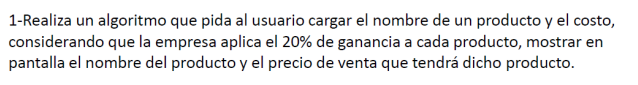 1-Realiza un algoritmo que pida al usuario cargar el nombre de un producto y el costo,
considerando que la empresa aplica el 20% de ganancia a cada producto, mostrar en
pantalla el nombre del producto y el precio de venta que tendrá dicho producto.